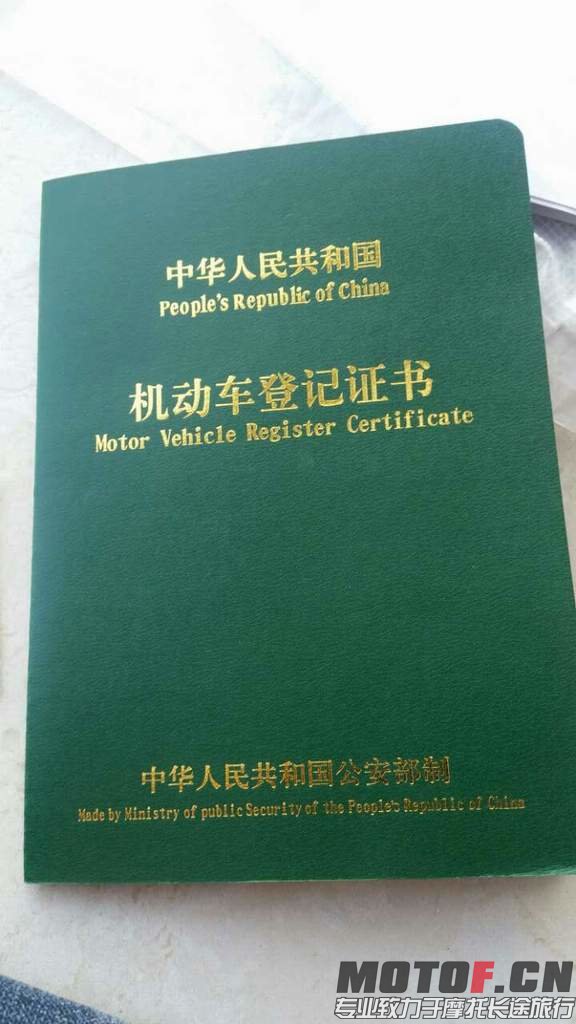 中华人民共和国
People's Republic of China
机动车登记证书
Motor Vehicle Register Certificate
中华人民共和国公安部制
Made by Ministry of public Security of the People's Republic of China
MOTOF.CN
专业致力于摩托长途旅行